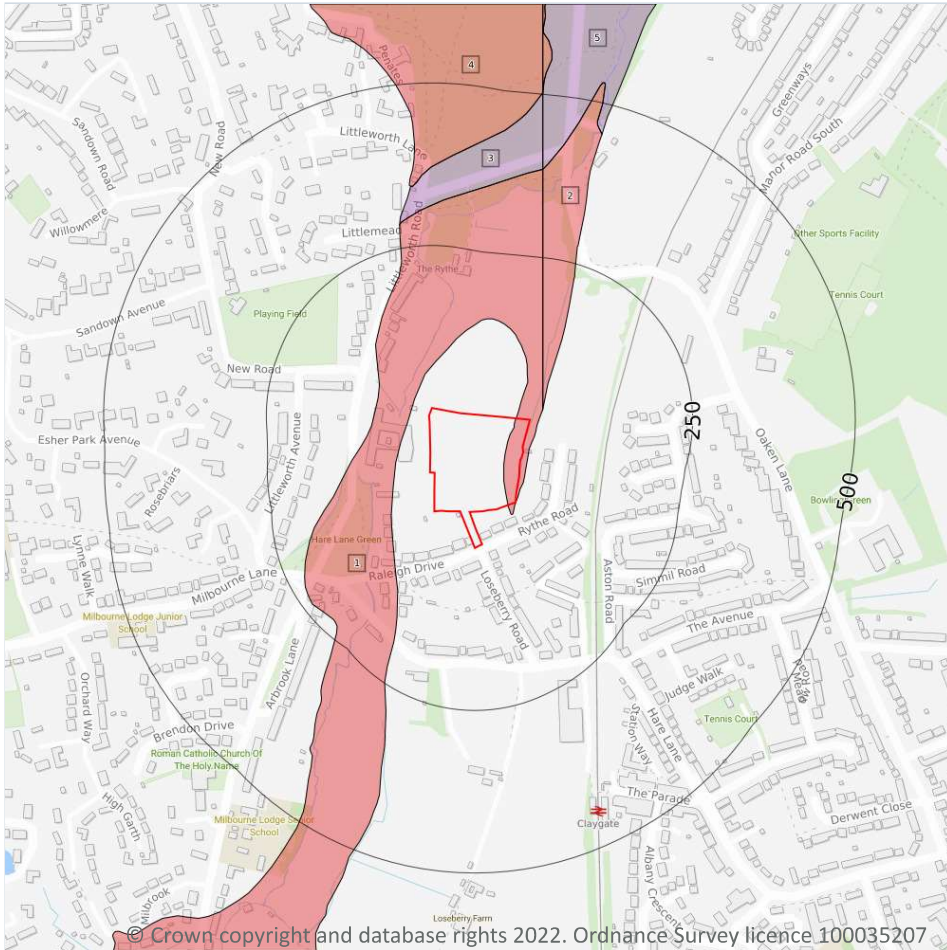 5
4
Penates
Greenways
Sandown Road
New Road
Littleworth Lane
Manor Road South
3
2
Willowmere
Littlemead
Littleworth Road
Other Sports Facility
The Rythe
Tennis Court
Playing Field
Sandown Avenue
New Road
250
Esher Park Avenue
Littleworth Avenue
Oaken Lane
Rosebriars
500
Bowling Green
Rythe Road
Hare Lane Green
1
Raleigh Drive
Lynne Walk
Milbourne Lane
Loseberry Road
Aston Road
Simmil Road
Milbourne Lodge Junior
School
The Avenue
Arbrook Lane
Orchard Way
Judge Walk
Mead
Road
Station Way
Hare Lane
Tennis Court
Brendon Drive
Roman Catholic Church Of
The Holy Name
High Garth
The Parade
Milbourne Lodge Senior
School
Claygate
Derwent Close
Albany Crescent
Milbrook
Loseberry Farm
© Crown copyright and database rights 2022. Ordnance Survey licence 100035207